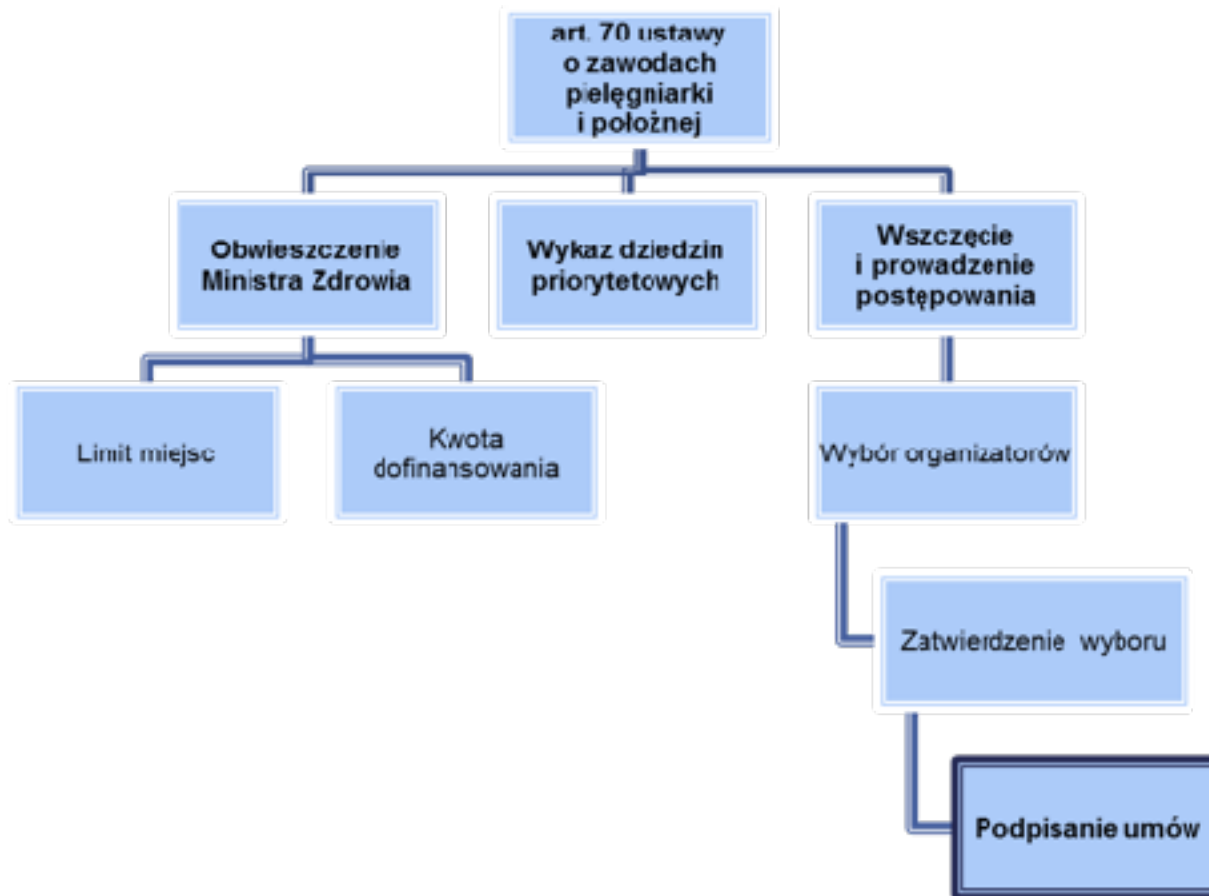 art. 70 ustawy
o zawodach
pielęgniarki
i położnej
Obwieszczenie
Ministra Zdrowia
Wykaz dziedzin
priorytetowych
Wszczęcie
i prowadzenie
postępowania
Limit miejsc
Kwota
dofinansowania
Wybór organizatorów
Zatwierdzenie wyboru
Podpisanie umów